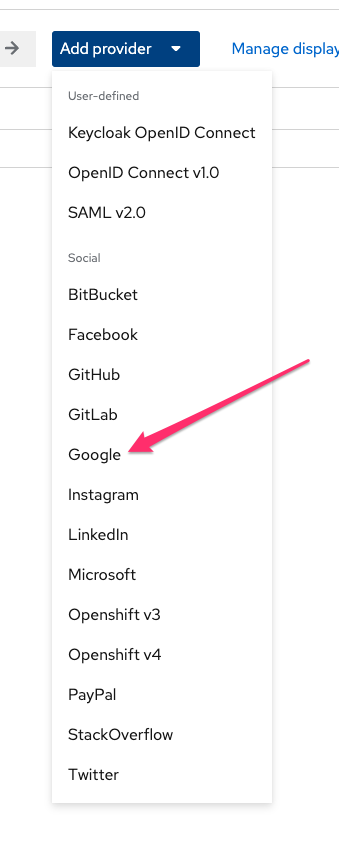 Add provider
Manage display
User-defined
Keycloak OpenID Connect
OpenID Connect v1.0
SAML v2.0
Social
BitBucket
Facebook
GitHub
GitLab
Google
Instagram
LinkedIn
Microsoft
Openshift v3
Openshift v4
PayPal
StackOverflow
Twitter